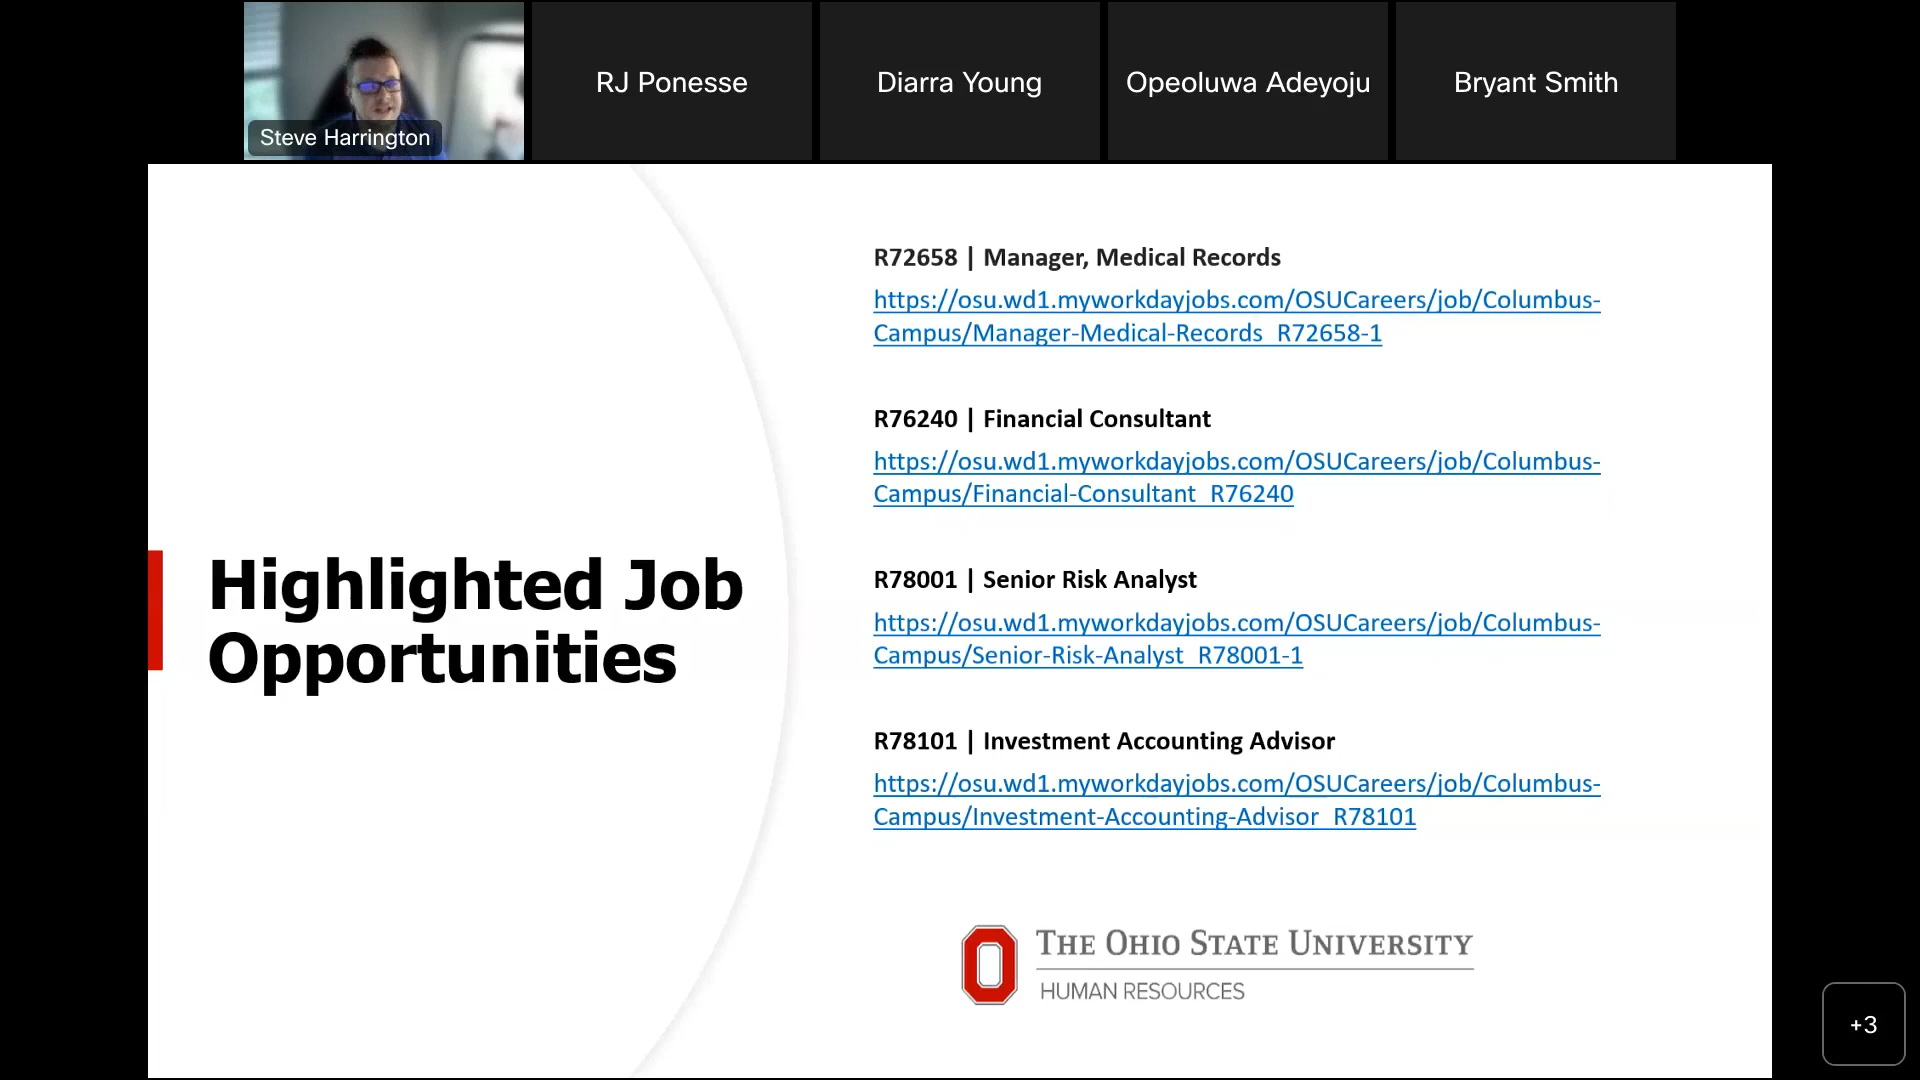 Steve Harrington
RJ Ponesse
Diarra Young
Opeoluwa Adeyoju
Bryant Smith
Highlighted Job
Opportunities
R72658 | Manager, Medical Records
https://osu.wd1.myworkdayjobs.com/OSUCareers/job/Columbus-
Campus/Manager-Medical-Records_R72658-1
R76240 | Financial Consultant
https://osu.wd1.myworkdayjobs.com/OSUCareers/job/Columbus-
Campus/Financial-Consultant_R76240
R78001 | Senior Risk Analyst
https://osu.wd1.myworkdayjobs.com/OSUCareers/job/Columbus-
Campus/Senior-Risk-Analyst_R78001-1
R78101 | Investment Accounting Advisor
https://osu.wd1.myworkdayjobs.com/OSUCareers/job/Columbus-
Campus/Investment-Accounting-Advisor_R78101
THE OHIO STATE UNIVERSITY
HUMAN RESOURCES
+3